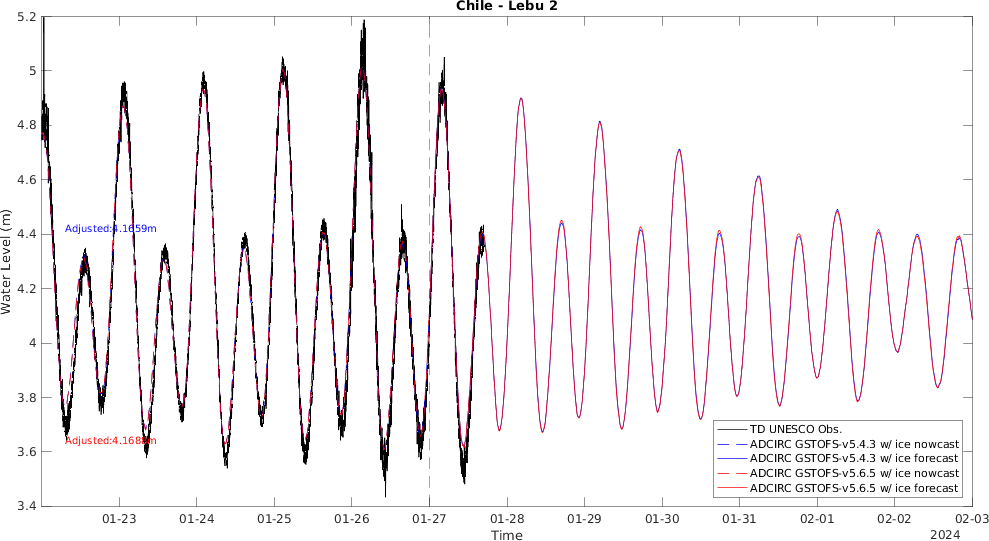 Chile - Lebu 2
5.2
5
4.8
4.6
4.4
4.2
4
3.8
3.6
3.4
Water Level (m)
Adjusted:4.1659m
Adjusted:4.168 m
TD UNESCO Obs.
ADCIRC GSTOFS-v5.4.3 w/ ice nowcast
ADCIRC GSTOFS-v5.4.3 w/ ice forecast
ADCIRC GSTOFS-v5.6.5 w/ ice nowcast
ADCIRC GSTOFS-v5.6.5 w/ ice forecast
01-23 01-24 01-25 01-26 01-27 01-28 01-29 01-30 01-31 02-01 02-02 02-03
Time
2024